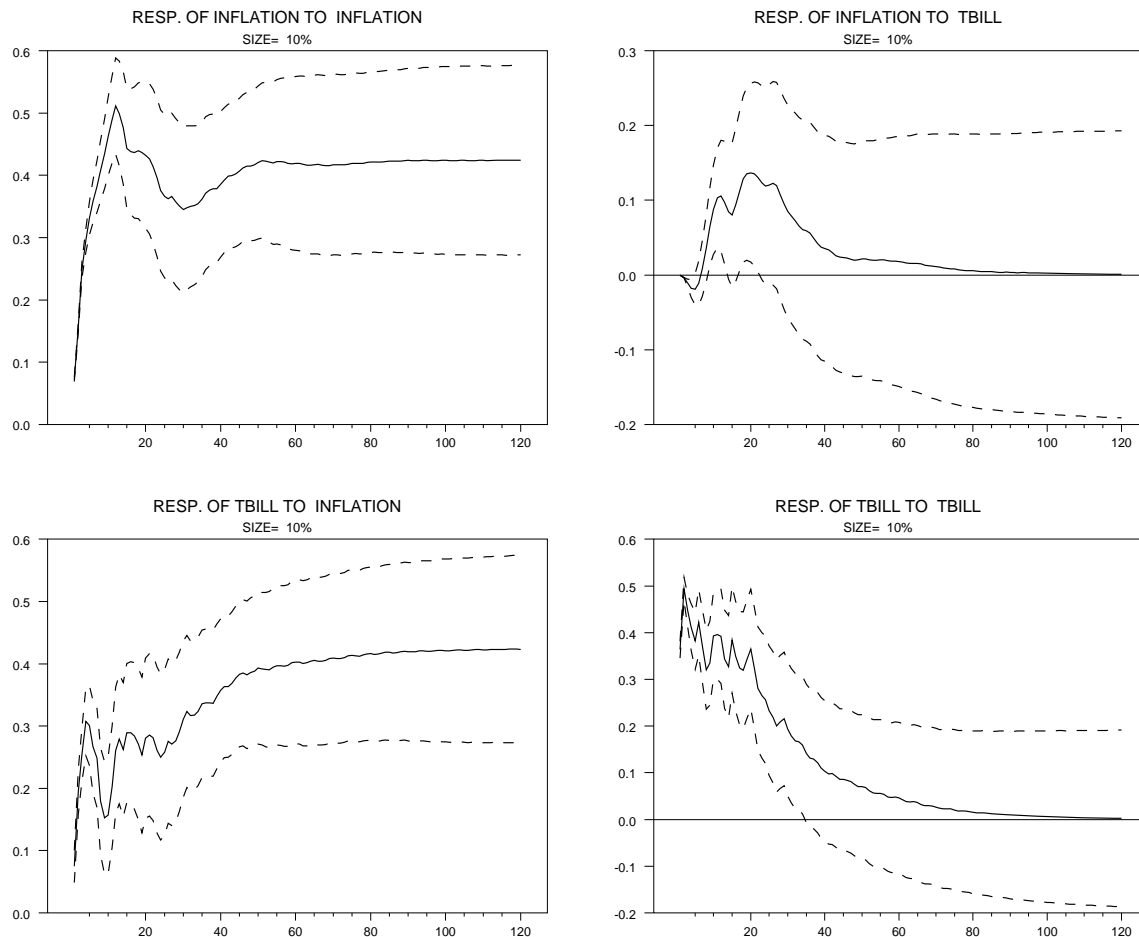 RESP. OF INFLATION TO INFLATION
SIZE= 10%
0.6
0.5
0.4
0.3
0.2
0.1
0.0
20 40 60 80 100 120
RESP. OF INFLATION TO TBILL
SIZE= 10%
0.3
0.2
0.1
0.0
-0.1
-0.2
20 40 60 80 100 120
RESP. OF TBILL TO INFLATION
SIZE= 10%
0.6
0.5
0.4
0.3
0.2
0.1
0.0
20 40 60 80 100 120
RESP. OF TBILL TO TBILL
SIZE= 10%
0.6
0.5
0.4
0.3
0.2
0.1
0.0
-0.1
-0.2
20 40 60 80 100 120